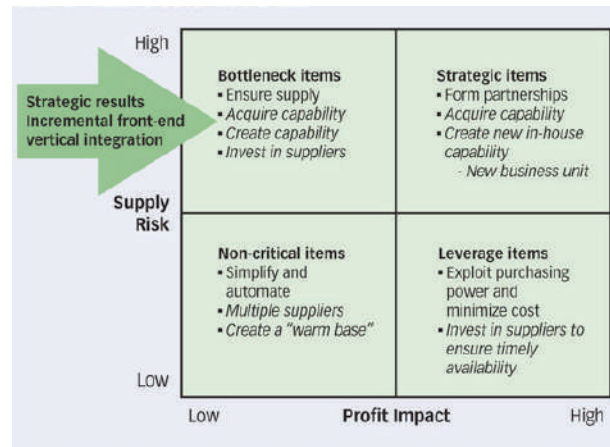 High
Bottleneck items
▪ Ensure supply
▪ Acquire capability
▪ Create capability
▪ Invest in suppliers
Strategic items
▪ Form partnerships
▪ Acquire capability
▪ Create new in-house
capability
- New business unit
Strategic results
Incremental front-end
vertical integration
Supply
Risk
Non-critical items
▪ Simplify and
automate
▪ Multiple suppliers
▪ Create a “warm base”
Leverage items
▪ Exploit purchasing
power and
minimize cost
▪ Invest in suppliers to
ensure timely
availability
Low
Low
Profit Impact
High